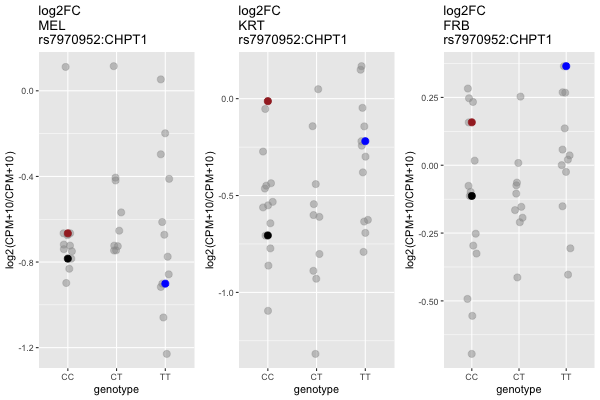 log2FC
MEL
rs7970952:CHPT1
log2(CPM+10/CPM+10)
0.0
-0.4
-0.8
-1.2
CC
CT
TT
genotype
log2FC
KRT
rs7970952:CHPT1
log2(CPM+10/CPM+10)
0.0
-0.5
-1.0
CC
CT
TT
genotype
log2FC
FRB
rs7970952:CHPT1
log2(CPM+10/CPM+10)
0.25
0.00
-0.25
-0.50
CC
CT
TT
genotype